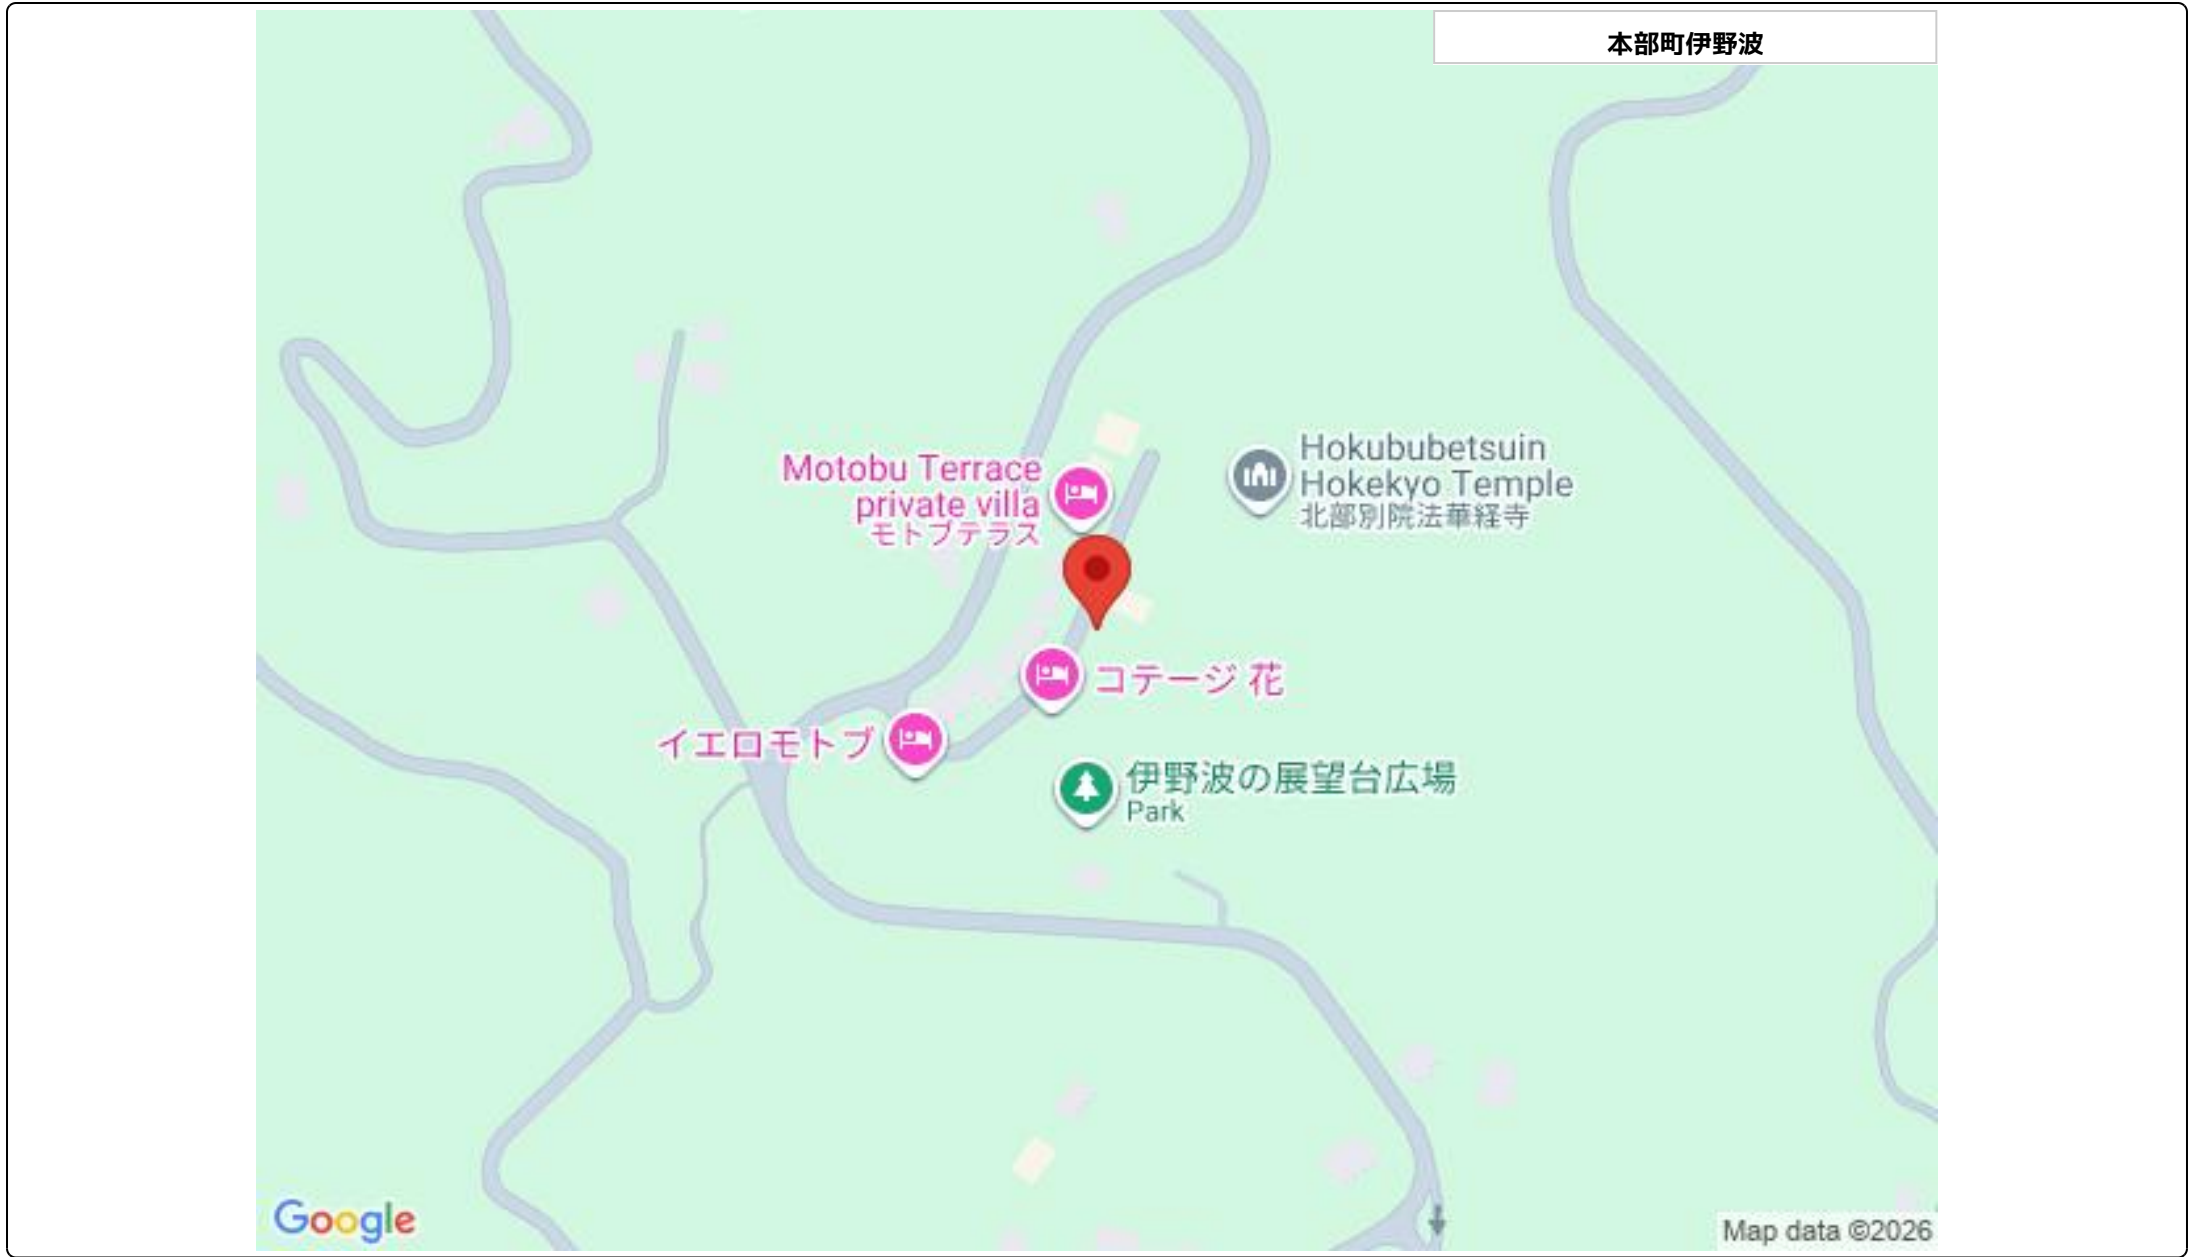 本部町伊野波
Hokububetsuin
Hokekyo Temple
北部別院法華経寺
Motobu Terrace
private villa
モトブテラス
コテージ 花
イエロモトブ
伊野波の展望台広場
Park
Google
Map data ©2026